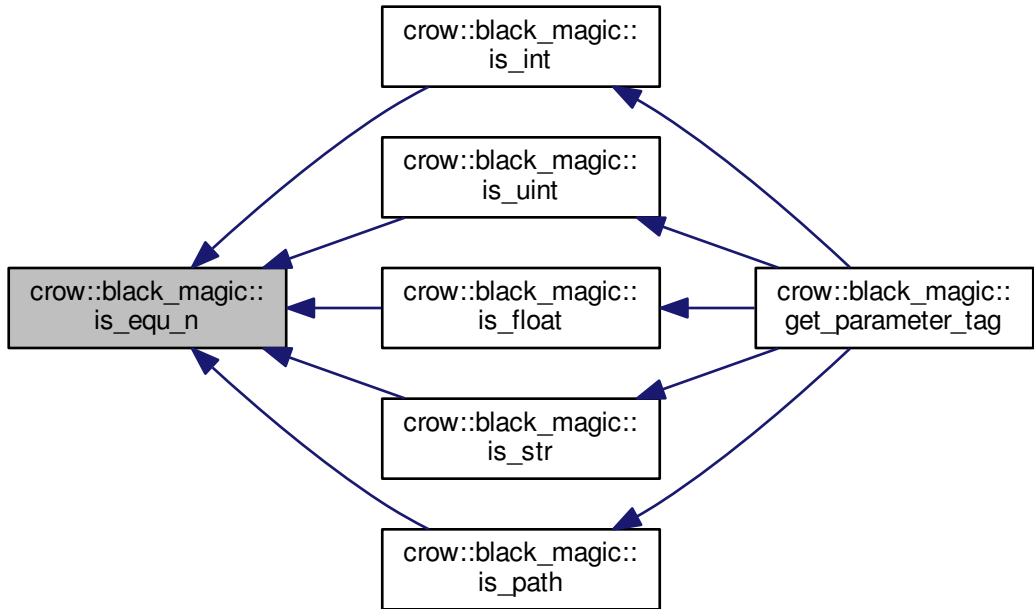 crow::black_magic::
is_int
crow::black_magic::
is_uint
crow::black_magic::
is_equ_n
crow::black_magic::
is_float
crow::black_magic::
get_parameter_tag
crow::black_magic::
is_str
crow::black_magic::
is_path